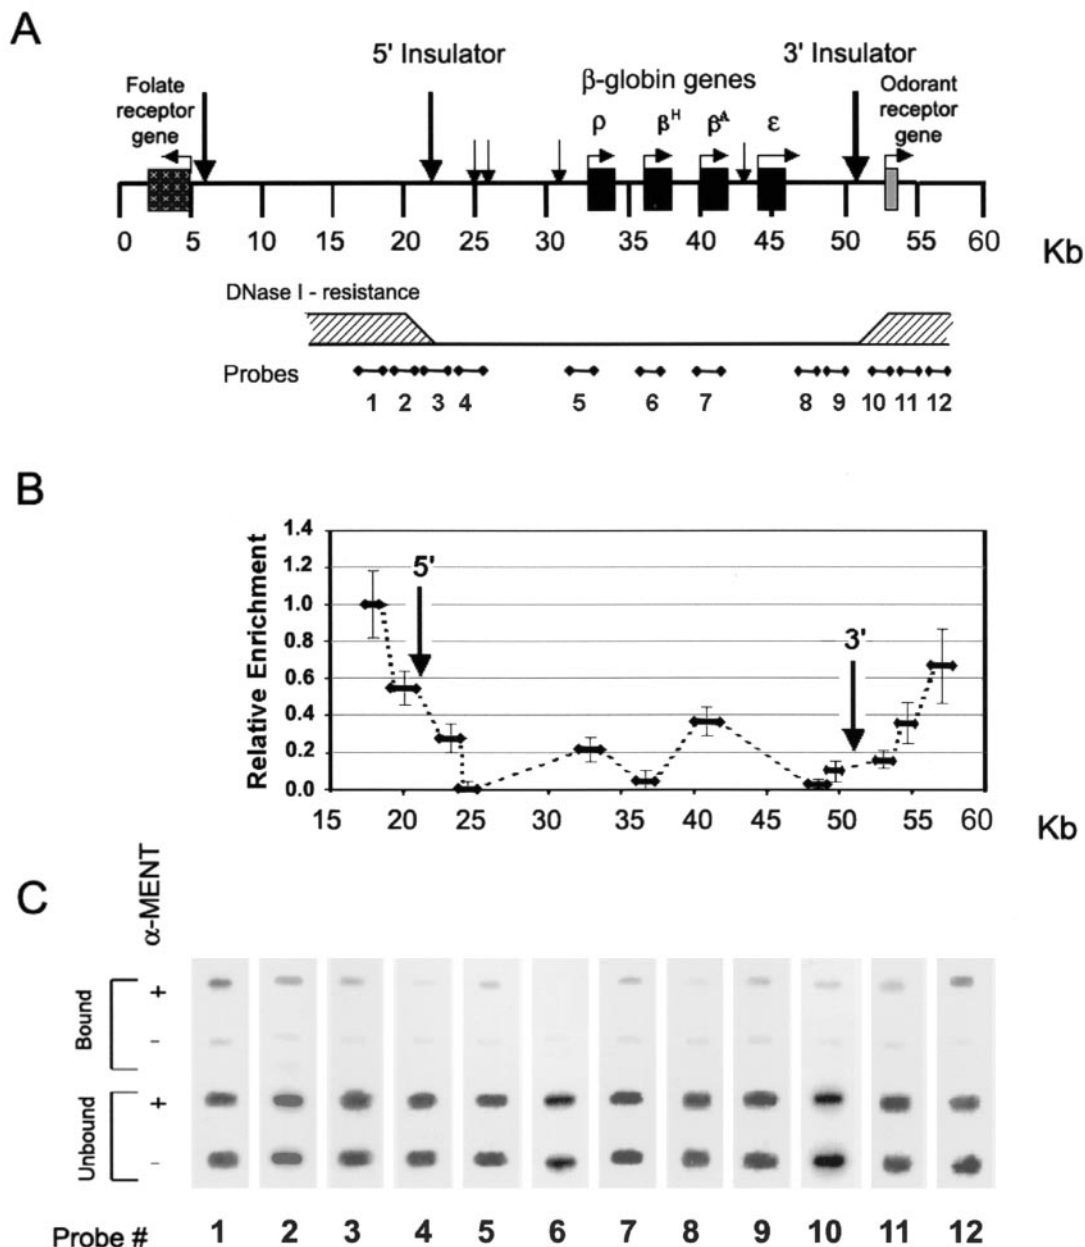 A
5' Insulator
3' Insulator
Folate
receptor
gene
β-globin genes
Odorant
receptor
gene
ρ βᴴ βᴬ ε
0 5 10 15 20 25 30 35 40 45 50 55 60
Kb
DNase I - resistance
Probes
1 2 3 4 5 6 7 8 9 10 11 12
B
Relative Enrichment
1.4
1.2
1.0
0.8
0.6
0.4
0.2
0.0
5'
3'
15 20 25 30 35 40 45 50 55 60
Kb
C
α-MENT
Bound
+
-
Unbound
+
-
Probe # 1 2 3 4 5 6 7 8 9 10 11 12